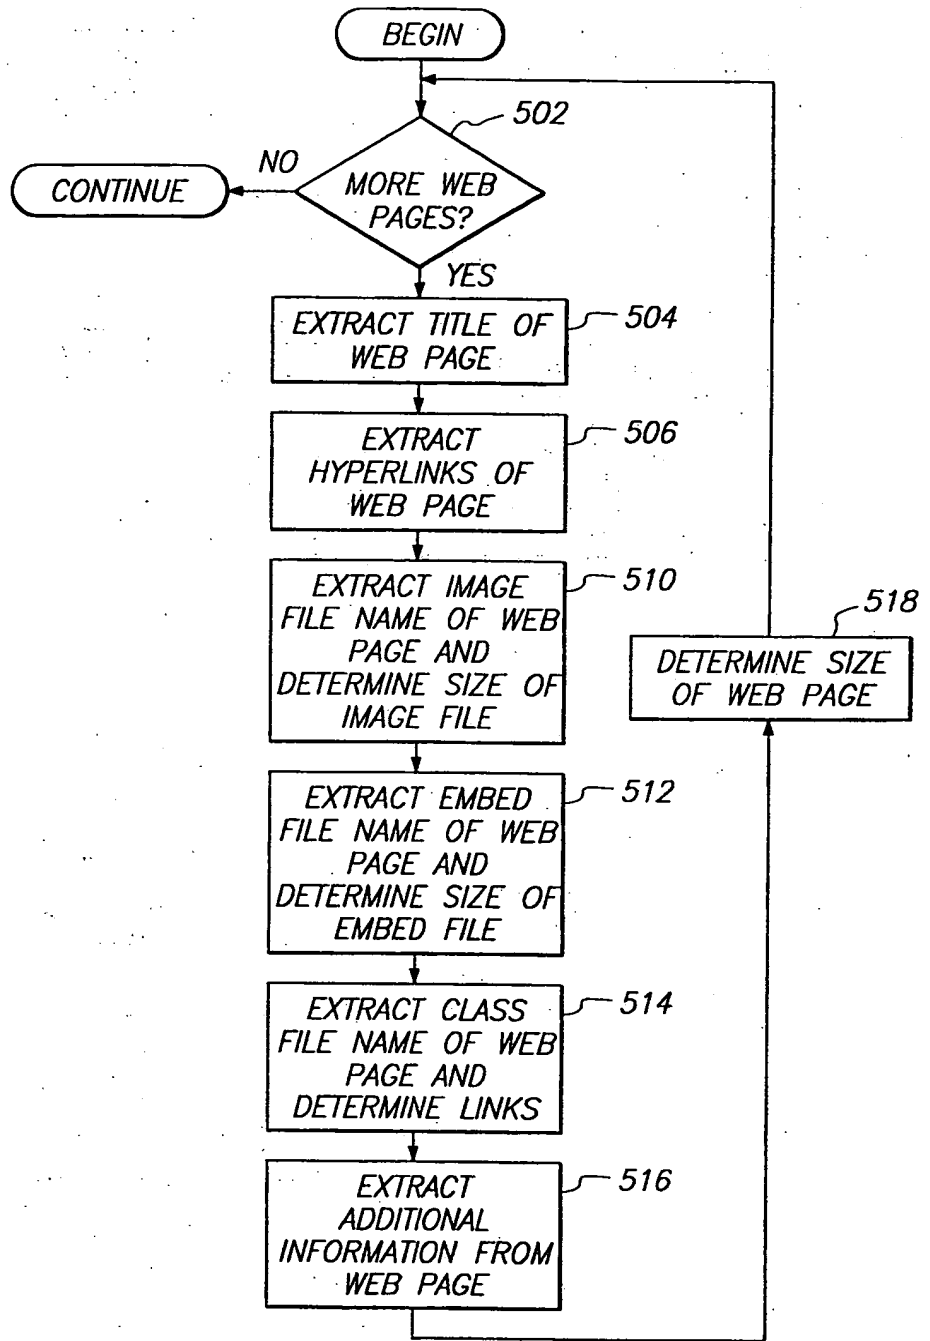 BEGIN
502
NO
CONTINUE
MORE WEB
PAGES?
YES
EXTRACT TITLE OF
WEB PAGE
504
EXTRACT
HYPERLINKS OF
WEB PAGE
506
EXTRACT IMAGE
FILE NAME OF WEB
PAGE AND
DETERMINE SIZE OF
IMAGE FILE
510
518
DETERMINE SIZE
OF WEB PAGE
EXTRACT EMBED
FILE NAME OF WEB
PAGE AND
DETERMINE SIZE OF
EMBED FILE
512
EXTRACT CLASS
FILE NAME OF WEB
PAGE AND
DETERMINE LINKS
514
EXTRACT
ADDITIONAL
INFORMATION FROM
WEB PAGE
516